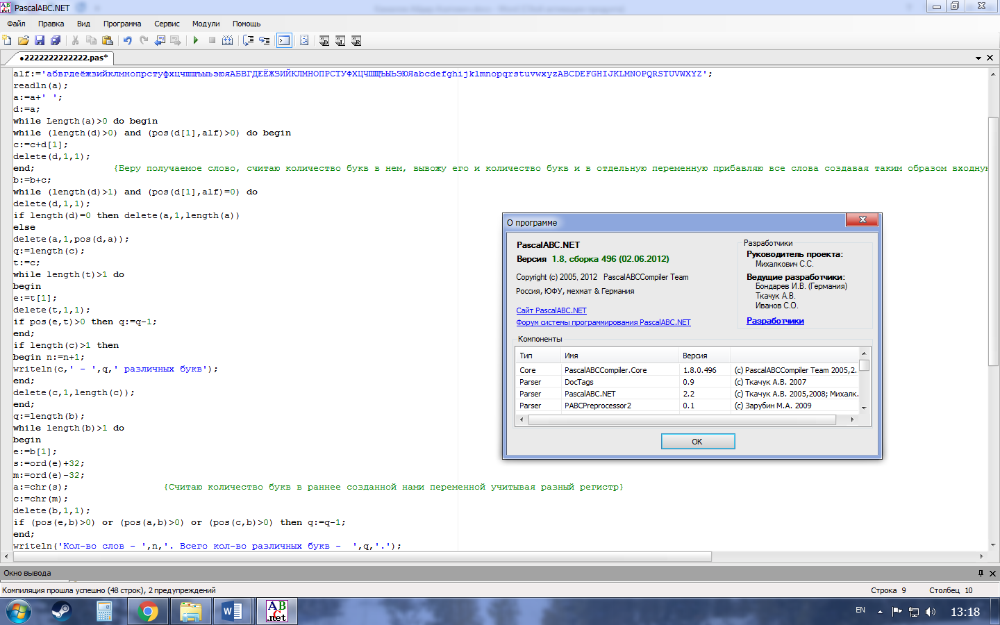 PascalABC.NET
Файл Правка Вид Программа Сервис Модули Помощь
●2222222222222.pas*
alf:='абвгдеёжзийклмнопрстуфхцчшщъыьэюяАБВГДЕЁЖЗИЙКЛМНОПРСТУФХЦЧШЩЪЫЬЭЮЯabcdefghijklmnopqrstuvwxyzABCDEFGHIJKLMNOPQRSTUVWXYZ';
readln(a);
a:=a+' ';
d:=a;
while Length(a)>0 do begin
while (length(d)>0) and (pos(d[1],alf)>0) do begin
c:=c+d[1];
delete(d,1,1);
end; {Беру получаемое слово, считаю количество букв в нем, вывожу его и количество букв и в отдельную переменную прибавляю все слова создавая таким образом входную
b:=b+c;
while (length(d)>1) and (pos(d[1],alf)=0) do
delete(d,1,1);
if length(d)=0 then delete(a,1,length(a))
else
delete(a,1,pos(d,a));
q:=length(c);
t:=c;
while length(t)>1 do
begin
e:=t[1];
delete(t,1,1);
if pos(e,t)>0 then q:=q-1;
end;
if length(c)>1 then
begin n:=n+1;
writeln(c,' - ',q,' различных букв');
end;
delete(c,1,length(c));
end;
q:=length(b);
while length(b)>1 do
begin
e:=b[1];
s:=ord(e)+32;
m:=ord(e)-32;
a:=chr(s); {Считаю количество букв в раннее созданной нами переменной учитывая разный регистр}
c:=chr(m);
delete(b,1,1);
if (pos(e,b)>0) or (pos(a,b)>0) or (pos(c,b)>0) then q:=q-1;
end;
writeln('Кол-во слов - ',n,'. Всего кол-во различных букв -  ',q,'.');
О программе
PascalABC.NET
Версия 1.8, сборка 496 (02.06.2012)
Copyright (c) 2005, 2012 PascalABCCompiler Team
Россия, ЮФУ, мехмат & Германия
Сайт PascalABC.NET
Форум системы программирования PascalABC.NET
Разработчики
Руководитель проекта:
Михалкович С.С.
Ведущие разработчики:
Бондарев И.В. (Германия)
Ткачук А.В.
Иванов С.О.
Разработчики
Компоненты
Тип Имя Версия
Core PascalABCCompiler.Core 1.8.0.496 (c) PascalABCCompiler Team 2005,2.
Parser DocTags 0.9 (c) Ткачук А.В. 2007
Parser PascalABC.NET 2.2 (c) Ткачук А.В. 2005,2008; Михалк.
Parser PABCPreprocessor2 0.1 (c) Зарубин М.А. 2009
OK
Окно вывода
Компиляция прошла успешно (48 строк), 2 предупреждений
Строка 9 Столбец 10
EN
13:18